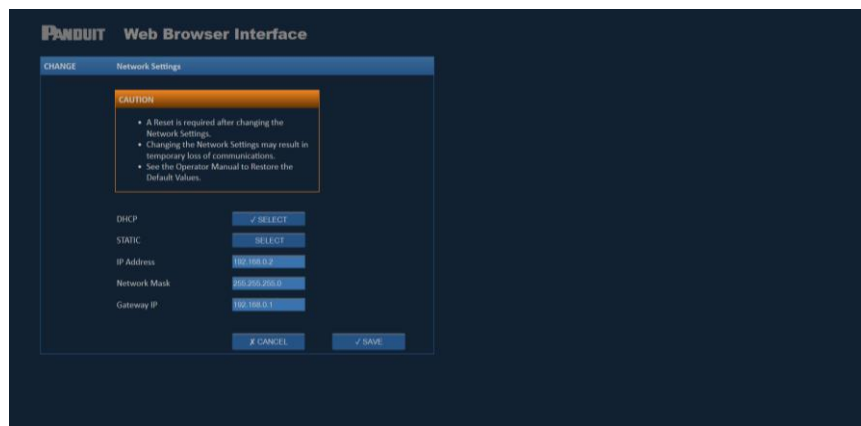 PANDUIT Web Browser Interface
CHANGE Network Settings
CAUTION
• A Reset is required after changing the
Network Settings.
• Changing the Network Settings may result in
temporary loss of communications.
• See the Operator Manual to Restore the
Default Values.
DHCP √ SELECT
STATIC SELECT
IP Address 192.168.0.2
Network Mask 255.255.255.0
Gateway IP 192.168.0.1
✗ CANCEL √ SAVE